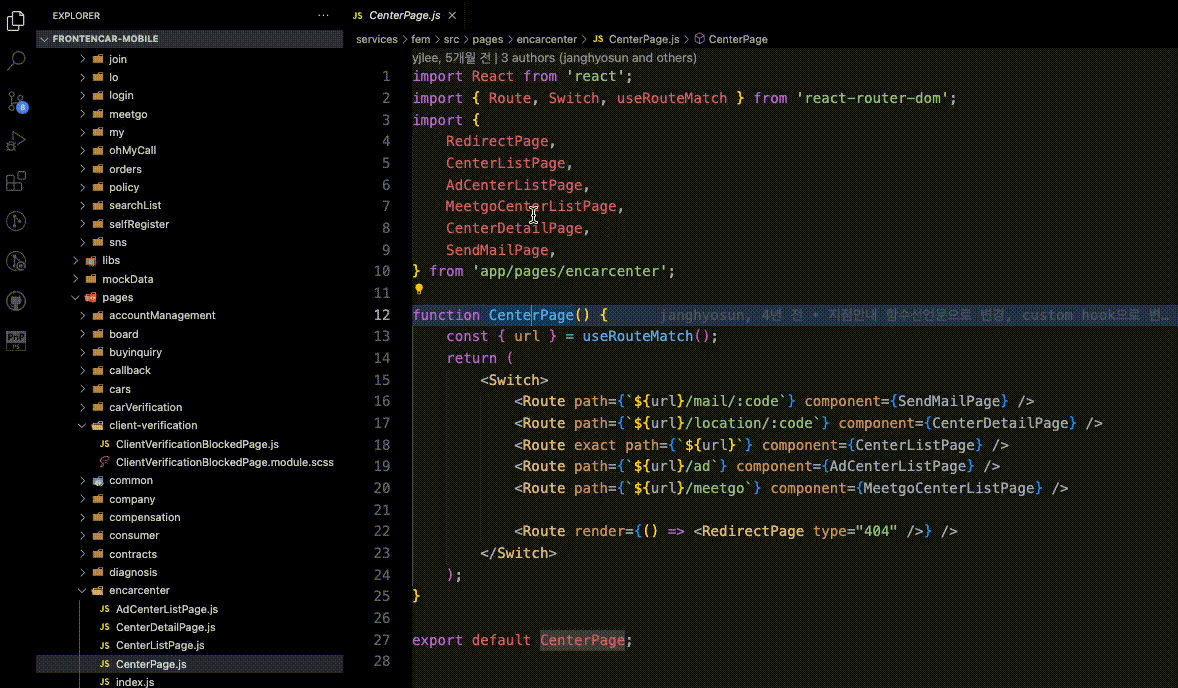 EXPLORER
FRONTENCAR-MOBILE
join
lo
login
meetgo
my
ohMyCall
orders
policy
searchList
selfRegister
sns
libs
mockData
pages
accountManagement
board
buyinquiry
callback
cars
carVerification
client-verification
JS ClientVerificationBlockedPage.js
ClientVerificationBlockedPage.module.scss
common
company
compensation
consumer
contracts
diagnosis
encarcenter
JS AdCenterListPage.js
JS CenterDetailPage.js
JS CenterListPage.js
JS CenterPage.js
JS index.js
8
JS CenterPage.js
services > fem > src > pages > encarcenter > JS CenterPage.js > CenterPage
yjlee, 5개월 전 | 3 authors (janghyosun and others)
1 import React from 'react';
2 import { Route, Switch, useRouteMatch } from 'react-router-dom';
3 import {
4 RedirectPage,
5 CenterListPage,
6 AdCenterListPage,
7 MeetgoCenterListPage,
8 CenterDetailPage,
9 SendMailPage,
10 } from 'app/pages/encarcenter';
11
12 function CenterPage() { janghyosun, 4년 전 • 지점안내 함수선언문으로 변경, custom hook으로 변…
13 const { url } = useRouteMatch();
14 return (
15 <Switch>
16 <Route path={`${url}/mail/:code`} component={SendMailPage} />
17 <Route path={`${url}/location/:code`} component={CenterDetailPage} />
18 <Route exact path={`${url}`} component={CenterListPage} />
19 <Route path={`${url}/ad`} component={AdCenterListPage} />
20 <Route path={`${url}/meetgo`} component={MeetgoCenterListPage} />
21
22 <Route render={() => <RedirectPage type="404" />} />
23 </Switch>
24 );
25 }
26
27 export default CenterPage;
28